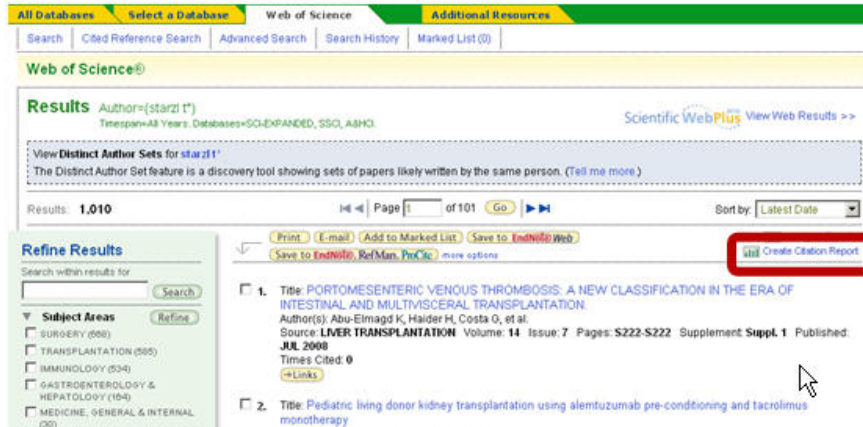 All Databases Select a Database Web of Science Additional Resources
Search Cited Reference Search Advanced Search Search History Marked List (0)
Web of Science®
Results Author=(starzl t*)
Timespan=All Years. Databases=SCI-EXPANDED, SSCI, A&HCI.
Scientific WebPlus BETA View Web Results >>
View Distinct Author Sets for starzl t*
The Distinct Author Set feature is a discovery tool showing sets of papers likely written by the same person. (Tell me more.)
Results: 1,010 Page 1 of 101 Go Sort by: Latest Date
Print E-mail Add to Marked List Save to EndNote Web
Save to EndNote, RefMan, ProCite more options
Create Citation Report
Refine Results
Search within results for
Search
Subject Areas Refine
SURGERY (668)
TRANSPLANTATION (585)
IMMUNOLOGY (534)
GASTROENTEROLOGY &
HEPATOLOGY (164)
MEDICINE, GENERAL & INTERNAL
1. Title: PORTOMESENTERIC VENOUS THROMBOSIS: A NEW CLASSIFICATION IN THE ERA OF
INTESTINAL AND MULTIVISCERAL TRANSPLANTATION.
Author(s): Abu-Elmagd K, Haider H, Costa G, et al.
Source: LIVER TRANSPLANTATION Volume: 14 Issue: 7 Pages: S222-S222 Supplement: Suppl. 1 Published:
JUL 2008
Times Cited: 0
Links
2. Title: Pediatric living donor kidney transplantation using alemtuzumab pre-conditioning and tacrolimus
monotherapy